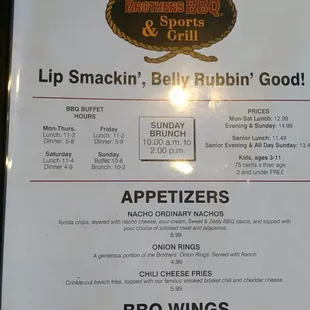 BROTHERS BBQ
& Sports
Grill
Lip Smackin', Belly Rubbin' Good!
BBQ BUFFET
HOURS
Mon-Thurs.
Lunch: 11-2
Dinner: 5-8
Friday
Lunch: 11-2
Dinner: 5-9
Saturday
Lunch 11-4
Dinner 4-9
Sunday
Buffet:10-8
Brunch: 10-2
SUNDAY
BRUNCH
10:00 a.m. to
2:00 p.m.
PRICES
Mon-Sat Lunch: 12.99
Evening & Sunday: 14.99
Senior Lunch: 11.49
Senior Evening & All Day Sunday: 13.4
Kids, ages 3-11
75 cents x their age
2 and under FREE
APPETIZERS
NACHO ORDINARY NACHOS
Tortilla chips, layered with nacho cheese, sour cream, Sweet & Zesty BBQ sauce, and topped with
your choice of smoked meat and jalapenos.
8.99
ONION RINGS
A generous portion of the Brothers' Onion Rings. Served with Ranch.
4.99
CHILI CHEESE FRIES
Crinkle-cut french fries, topped with our famous smoked brisket chili and cheddar cheese.
5.99
BBQ WINGS